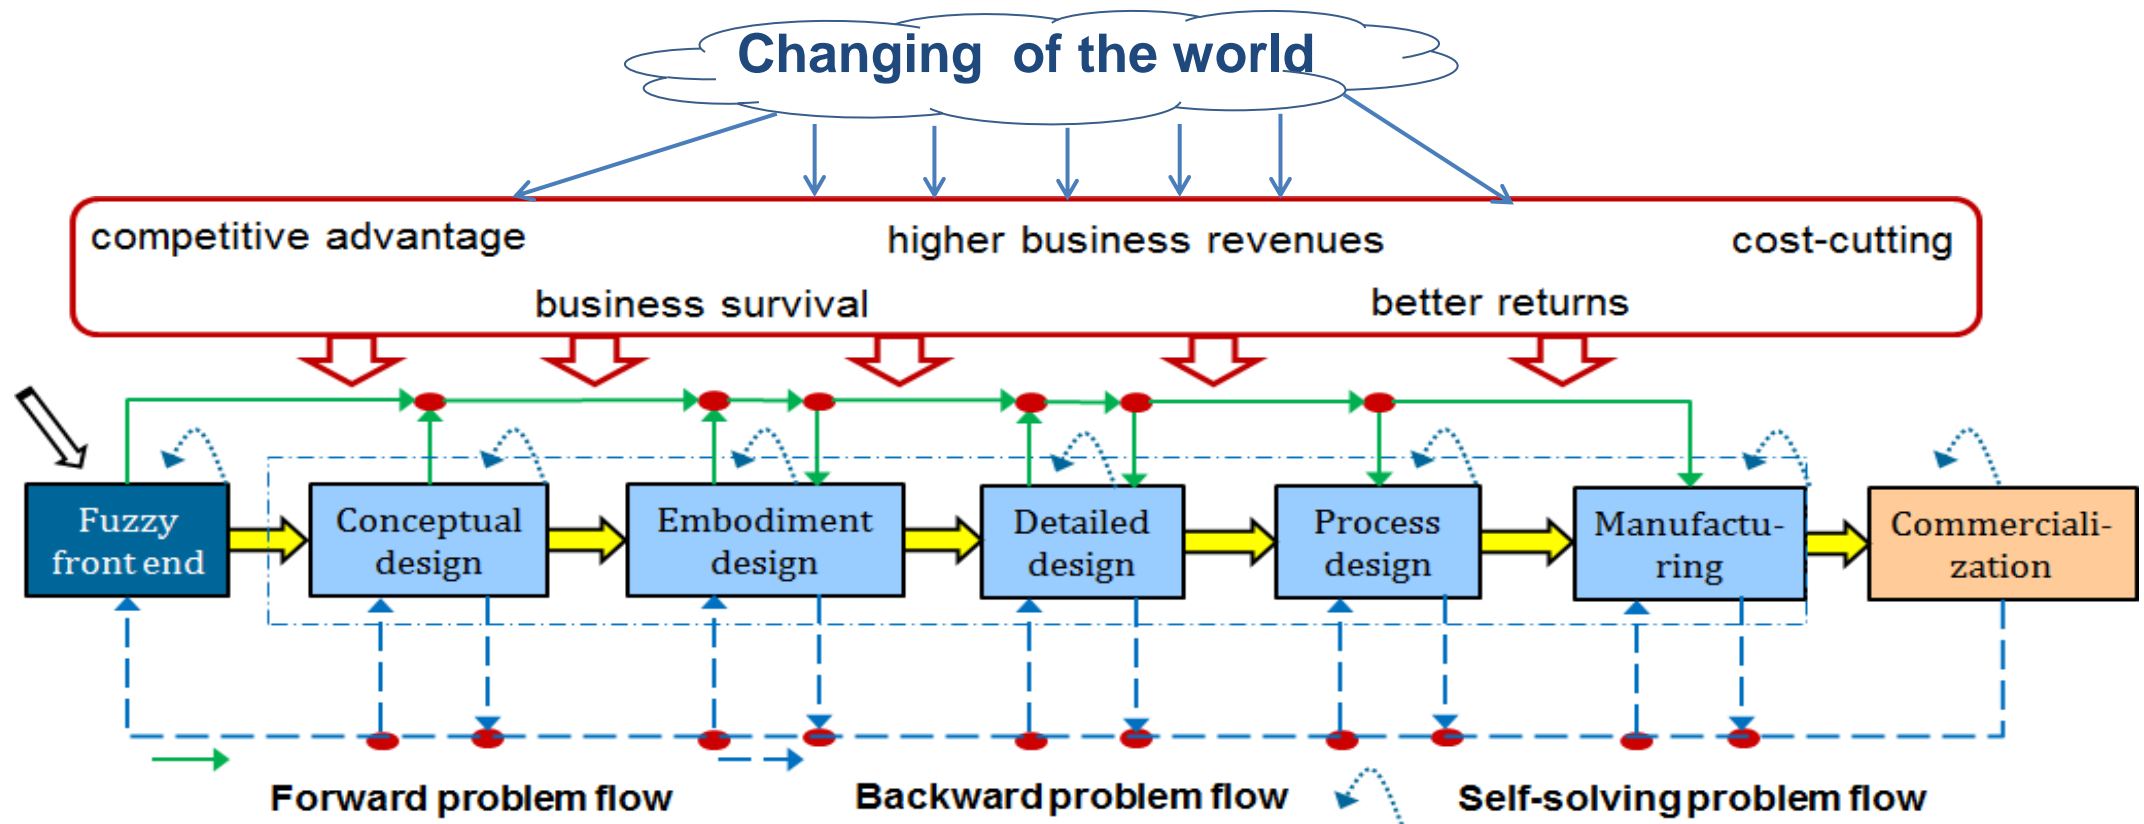 Changing of the world
competitive advantage
higher business revenues
cost-cutting
business survival
better returns
Fuzzy
front end
Conceptual
design
Embodiment
design
Detailed
design
Process
design
Manufactu-
ring
Commerciali-
zation
Forward problem flow
Backward problem flow
Self-solving problem flow